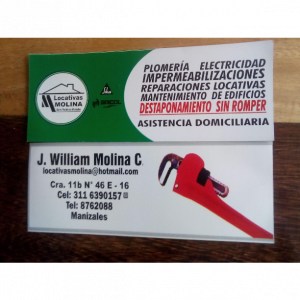 Locativas
MOLINA
PLOMERÍA ELECTRICIDAD
IMPERMEABILIZACIONES
REPARACIONES LOCATIVAS
MANTENIMIENTO DE EDIFICIOS
DESTAPONAMIENTO SIN ROMPER
ASISTENCIA DOMICILIARIA
J. William Molina C.
locativasmolina@hotmail.com
Cra. 11b N° 46 E - 16
Cel: 311 6390157
Tel: 8762088
Manizales